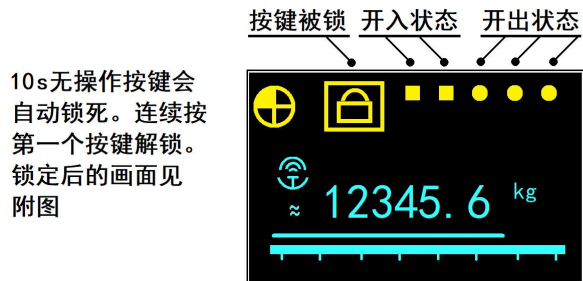 按键被锁 开入状态 开出状态
10s无操作按键会
自动锁死。连续按
第一个按键解锁。
锁定后的画面见
附图
≈ 12345.6 kg